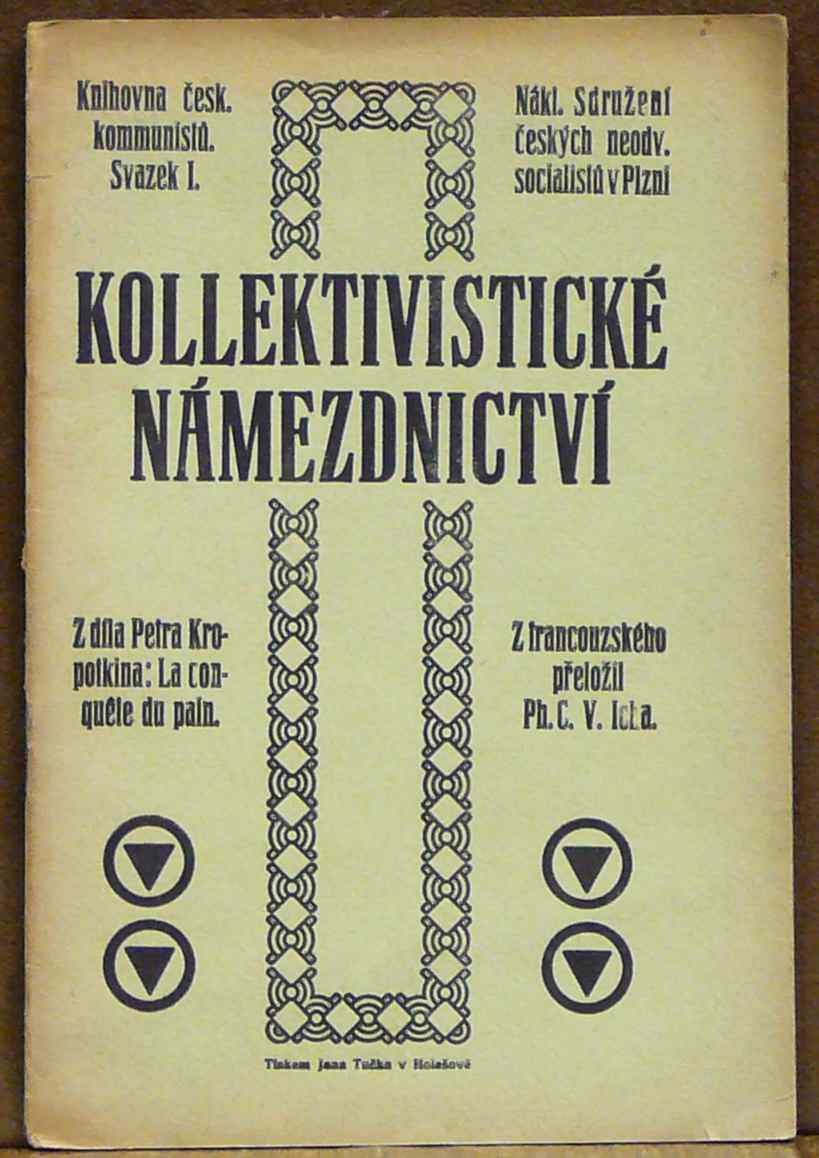 Knihovna česk.
kommunistů.
Svazek I.
Nákl. Sdružení
českých neodv.
socialistů v Plzni
KOLLEKTIVISTICKÉ
NÁMEZDNICTVÍ
Z díla Petra Kro-
potkina: La con-
quête du pain.
Z francouzského
přeložil
Ph. C. V. Icha.
Tiskem Jana Tučka v Holešově